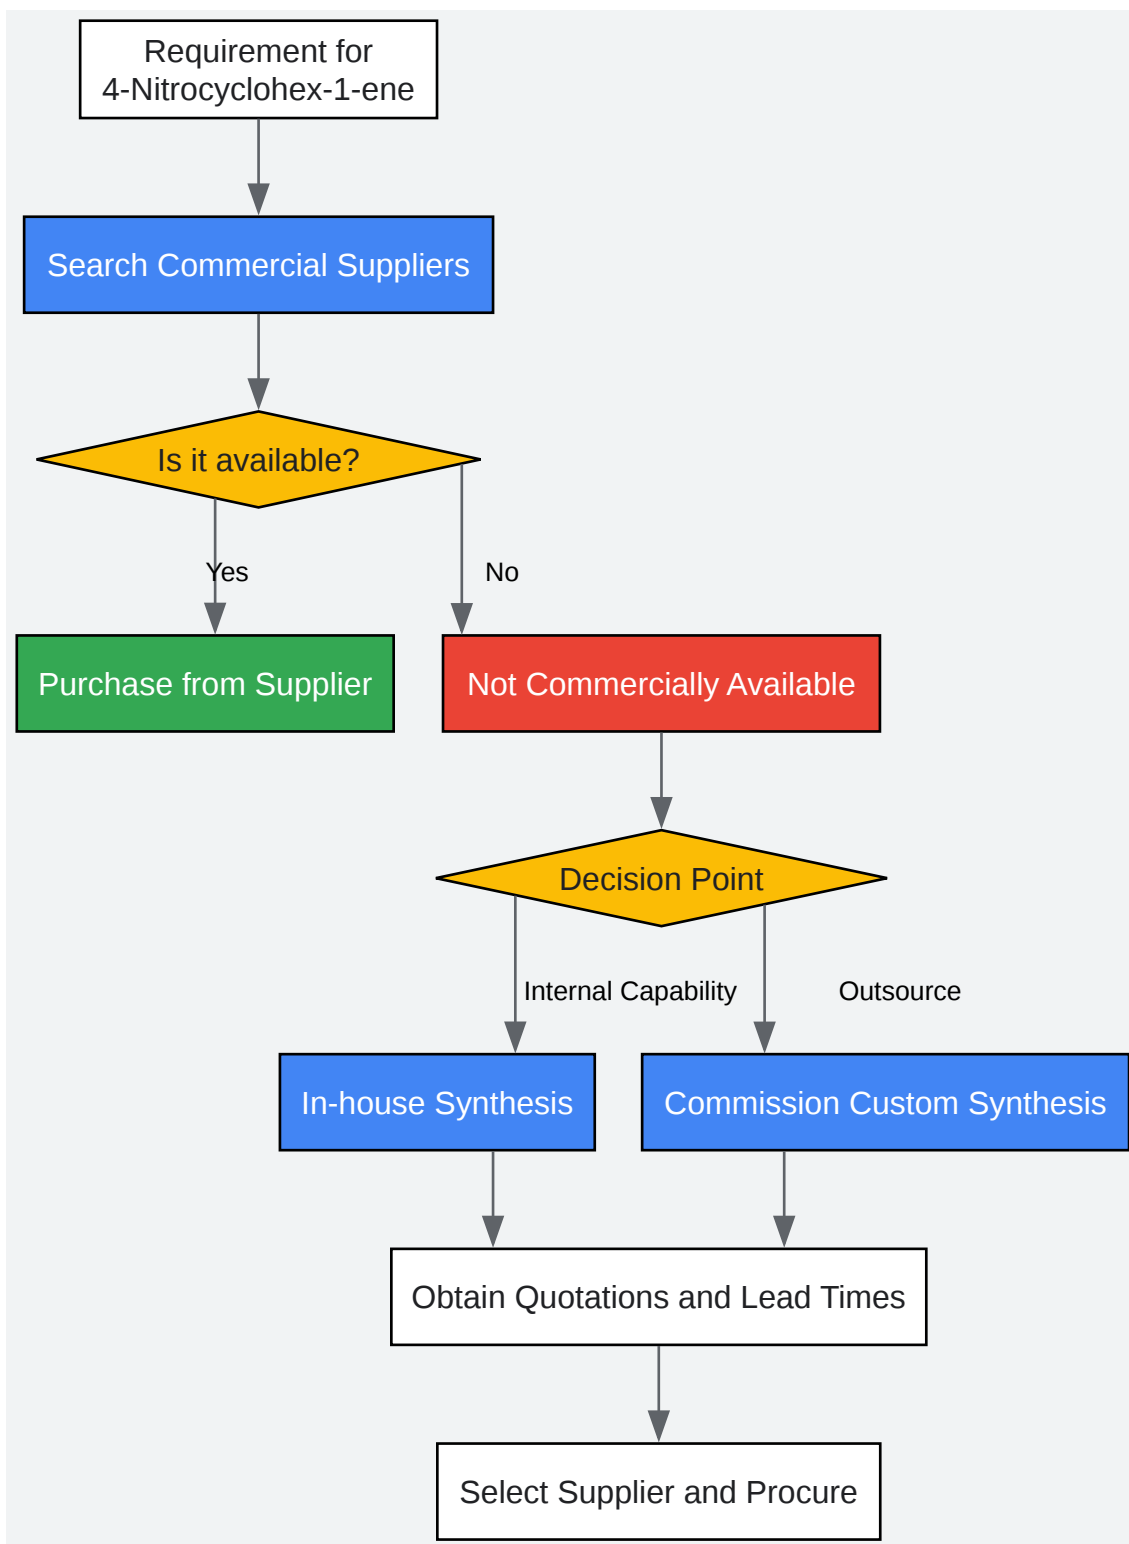 Requirement for
4-Nitrocyclohex-1-ene
Search Commercial Suppliers
Is it available?
Yes
No
Purchase from Supplier
Not Commercially Available
Decision Point
Internal Capability
Outsource
In-house Synthesis
Commission Custom Synthesis
Obtain Quotations and Lead Times
Select Supplier and Procure